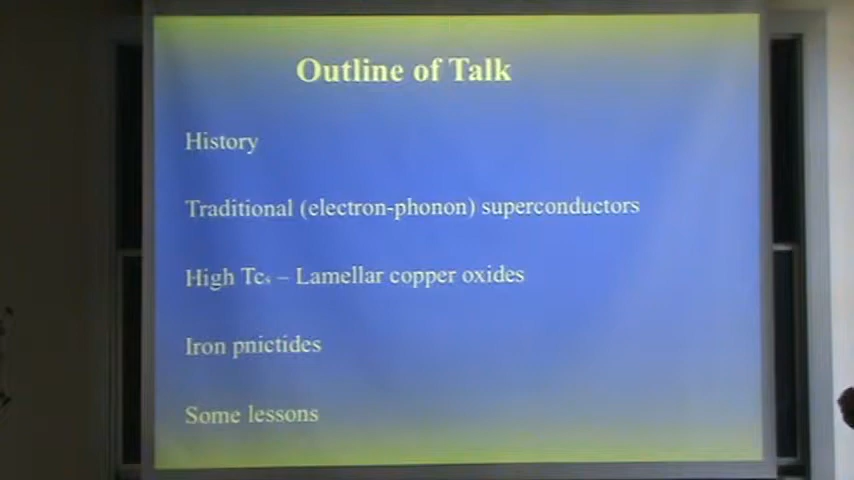 Outline of Talk
History
Traditional (electron-phonon) superconductors
High Tcs – Lamellar copper oxides
Iron pnictides
Some lessons